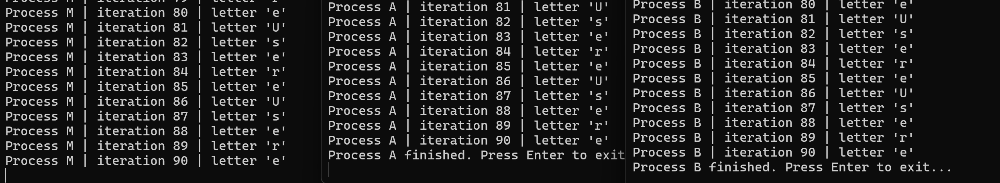 Process M | iteration 79 | letter 'r'
Process M | iteration 80 | letter 'e'
Process M | iteration 81 | letter 'U'
Process M | iteration 82 | letter 's'
Process M | iteration 83 | letter 'e'
Process M | iteration 84 | letter 'r'
Process M | iteration 85 | letter 'e'
Process M | iteration 86 | letter 'U'
Process M | iteration 87 | letter 's'
Process M | iteration 88 | letter 'e'
Process M | iteration 89 | letter 'r'
Process M | iteration 90 | letter 'e'
Process A | iteration 81 | letter 'U'
Process A | iteration 82 | letter 's'
Process A | iteration 83 | letter 'e'
Process A | iteration 84 | letter 'r'
Process A | iteration 85 | letter 'e'
Process A | iteration 86 | letter 'U'
Process A | iteration 87 | letter 's'
Process A | iteration 88 | letter 'e'
Process A | iteration 89 | letter 'r'
Process A | iteration 90 | letter 'e'
Process A finished. Press Enter to exit
Process B | iteration 80 | letter 'e'
Process B | iteration 81 | letter 'U'
Process B | iteration 82 | letter 's'
Process B | iteration 83 | letter 'e'
Process B | iteration 84 | letter 'r'
Process B | iteration 85 | letter 'e'
Process B | iteration 86 | letter 'U'
Process B | iteration 87 | letter 's'
Process B | iteration 88 | letter 'e'
Process B | iteration 89 | letter 'r'
Process B | iteration 90 | letter 'e'
Process B finished. Press Enter to exit...